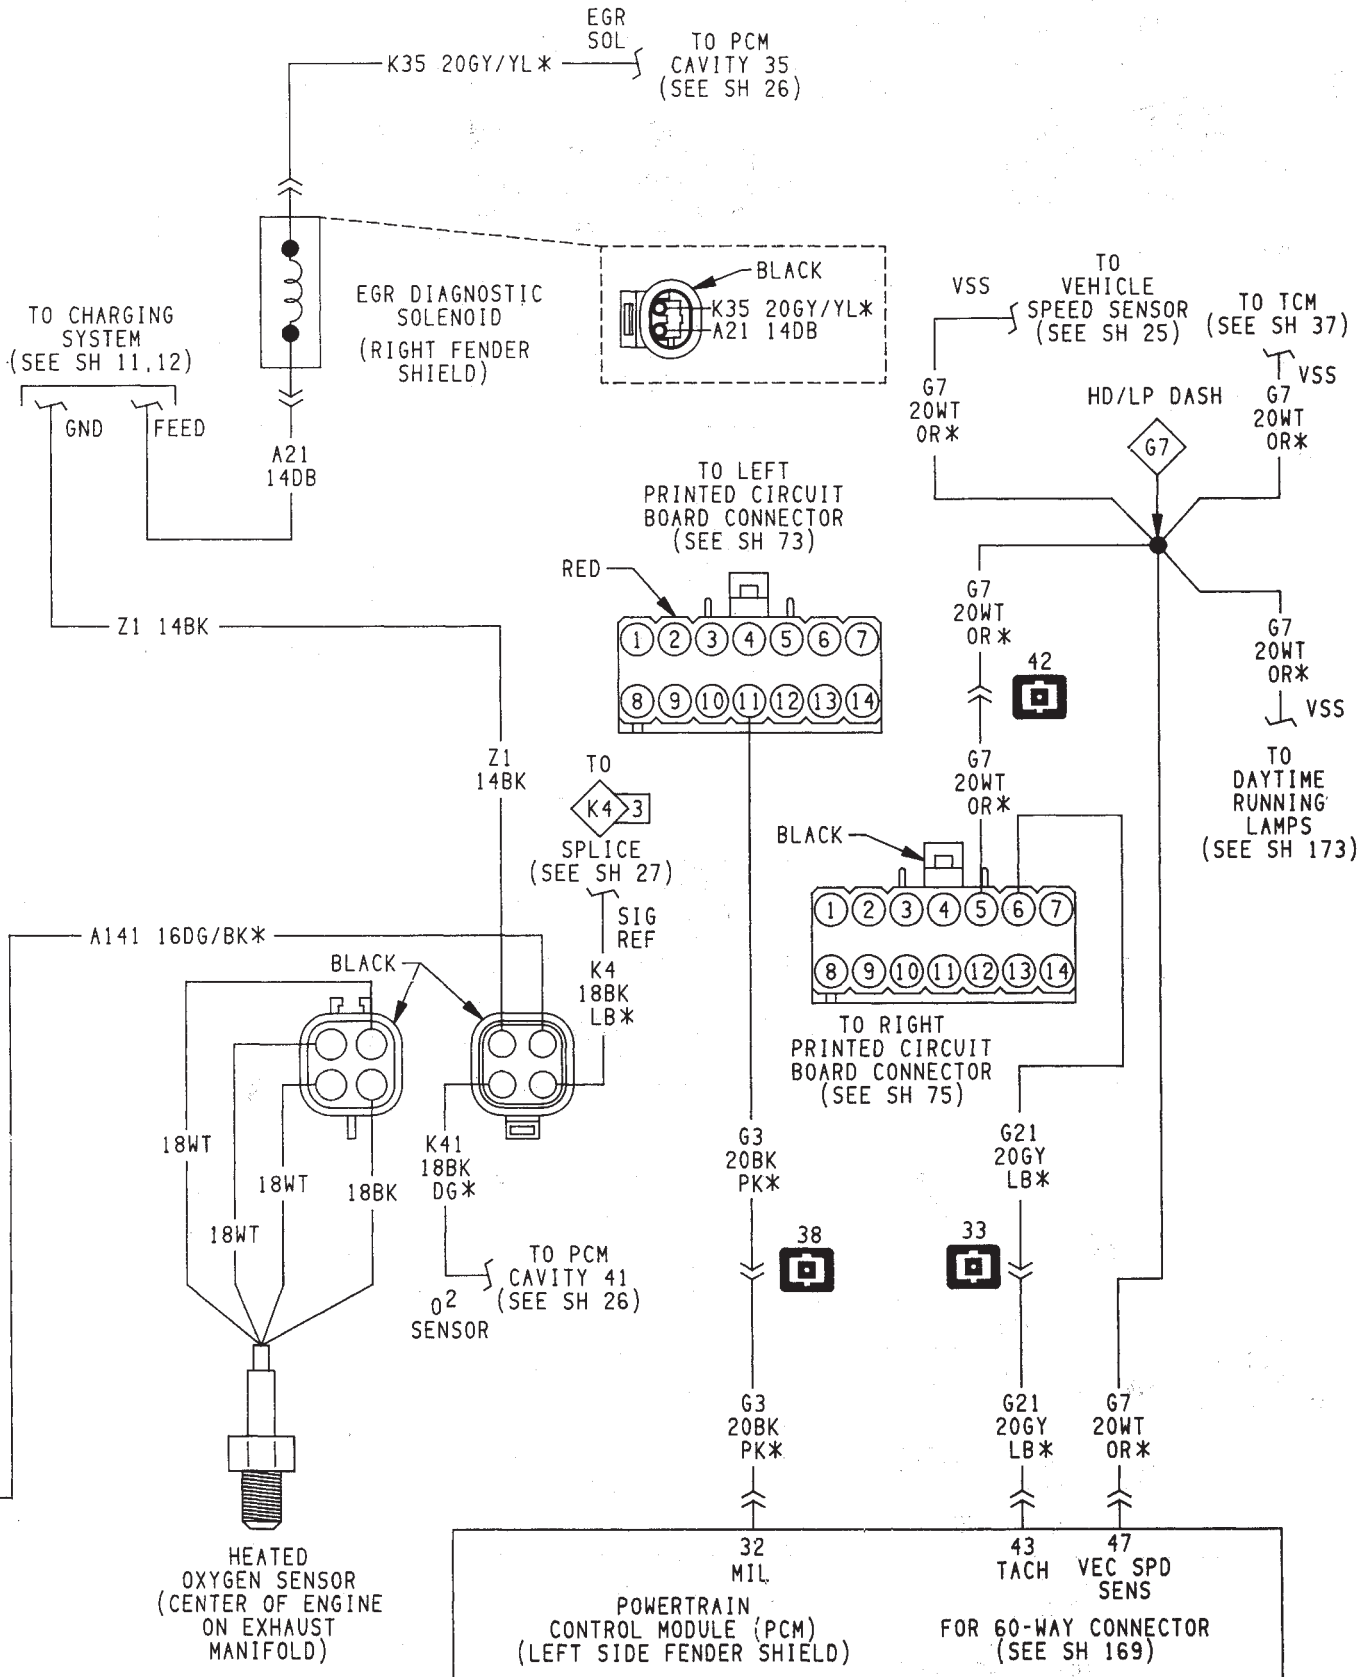 EGR
SOL
K35 20GY/YL*
TO PCM
CAVITY 35
(SEE SH 26)
BLACK
K35 20GY/YL*
A21 14DB
EGR DIAGNOSTIC
SOLENOID
(RIGHT FENDER
SHIELD)
TO CHARGING
SYSTEM
(SEE SH 11,12)
GND
FEED
A21
14DB
VSS
TO
VEHICLE
SPEED SENSOR
(SEE SH 25)
TO TCM
(SEE SH 37)
VSS
G7
20WT
OR*
HD/LP DASH
G7
G7
20WT
OR*
TO LEFT
PRINTED CIRCUIT
BOARD CONNECTOR
(SEE SH 73)
RED
1 2 3 4 5 6 7
8 9 10 11 12 13 14
G7
20WT
OR*
42
G7
20WT
OR*
G7
20WT
OR*
VSS
TO
DAYTIME
RUNNING
LAMPS
(SEE SH 173)
Z1 14BK
Z1
14BK
TO
K4 3
SPLICE
(SEE SH 27)
SIG
REF
K4
18BK
LB*
BLACK
1 2 3 4 5 6 7
8 9 10 11 12 13 14
TO RIGHT
PRINTED CIRCUIT
BOARD CONNECTOR
(SEE SH 75)
A141 16DG/BK*
BLACK
18WT
18WT
18WT
18BK
K41
18BK
DG*
TO PCM
CAVITY 41
(SEE SH 26)
O2
SENSOR
G3
20BK
PK*
38
G21
20GY
LB*
33
G3
20BK
PK*
G21
20GY
LB*
G7
20WT
OR*
HEATED
OXYGEN SENSOR
(CENTER OF ENGINE
ON EXHAUST
MANIFOLD)
32
MIL
43
TACH
47
VEC SPD
SENS
POWERTRAIN
CONTROL MODULE (PCM)
(LEFT SIDE FENDER SHIELD)
FOR 60-WAY CONNECTOR
(SEE SH 169)